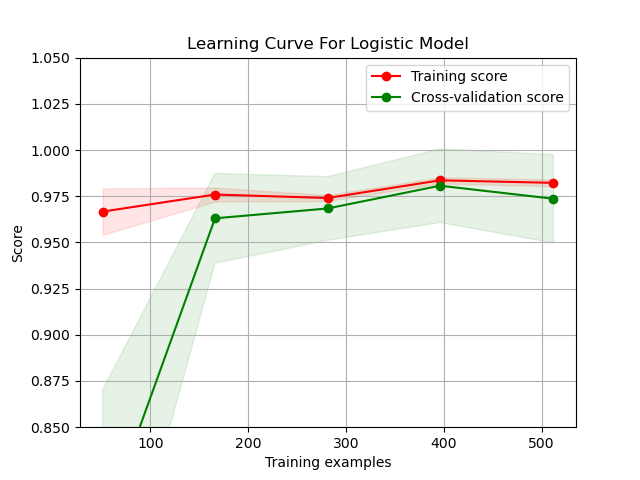 Learning Curve For Logistic Model
Training score
Cross-validation score
1.050
1.025
1.000
0.975
0.950
0.925
0.900
0.875
0.850
Score
100 200 300 400 500
Training examples